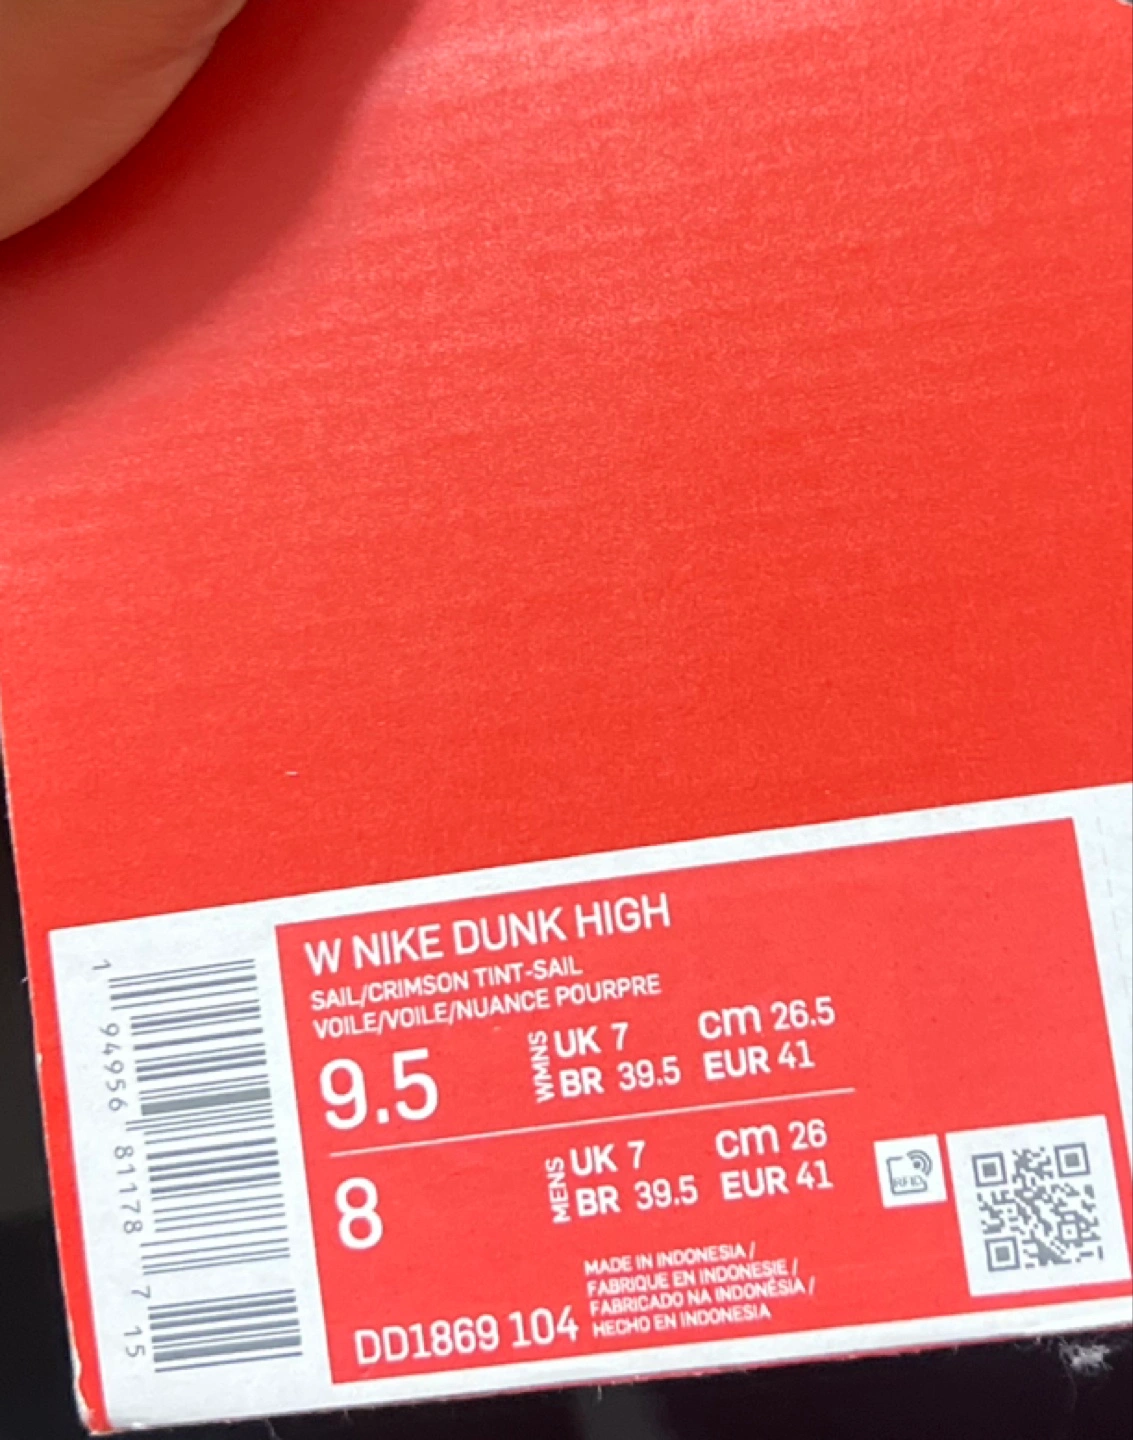 W NIKE DUNK HIGH
SAIL/CRIMSON TINT-SAIL
VOILE/VOILE/NUANCE POURPRE
9.5
WMNS
UK 7 cm 26.5
BR 39.5 EUR 41
8
MENS
UK 7 cm 26
BR 39.5 EUR 41
MADE IN INDONESIA /
FABRIQUE EN INDONESIE /
FABRICADO NA INDONÉSIA /
HECHO EN INDONESIA
DD1869 104
RFID
1 94956 81178 7 15